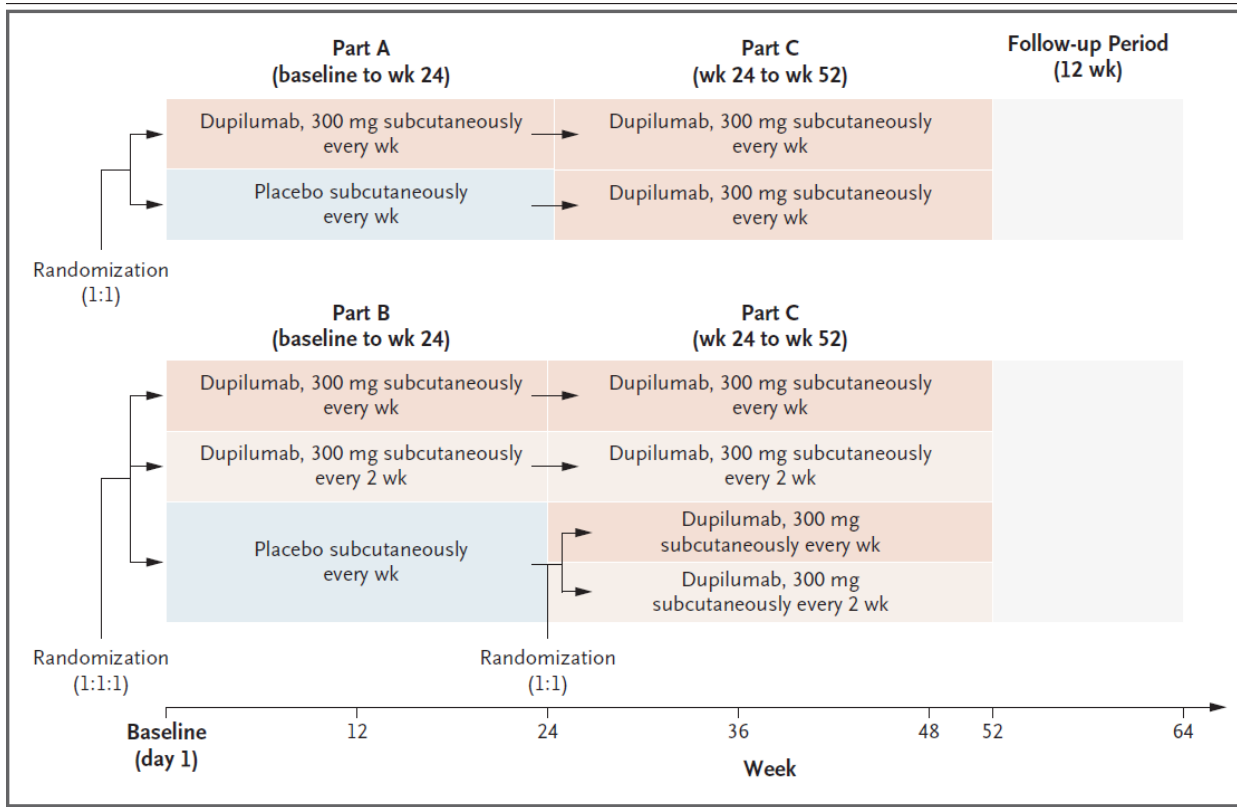 Part A
(baseline to wk 24)
Part C
(wk 24 to wk 52)
Follow-up Period
(12 wk)
Dupilumab, 300 mg subcutaneously
every wk
Dupilumab, 300 mg subcutaneously
every wk
Placebo subcutaneously
every wk
Dupilumab, 300 mg subcutaneously
every wk
Randomization
(1:1)
Part B
(baseline to wk 24)
Part C
(wk 24 to wk 52)
Dupilumab, 300 mg subcutaneously
every wk
Dupilumab, 300 mg subcutaneously
every wk
Dupilumab, 300 mg subcutaneously
every 2 wk
Dupilumab, 300 mg subcutaneously
every 2 wk
Placebo subcutaneously
every wk
Dupilumab, 300 mg
subcutaneously every wk
Dupilumab, 300 mg
subcutaneously every 2 wk
Randomization
(1:1:1)
Randomization
(1:1)
Baseline
(day 1)
12
24
36
48
52
64
Week